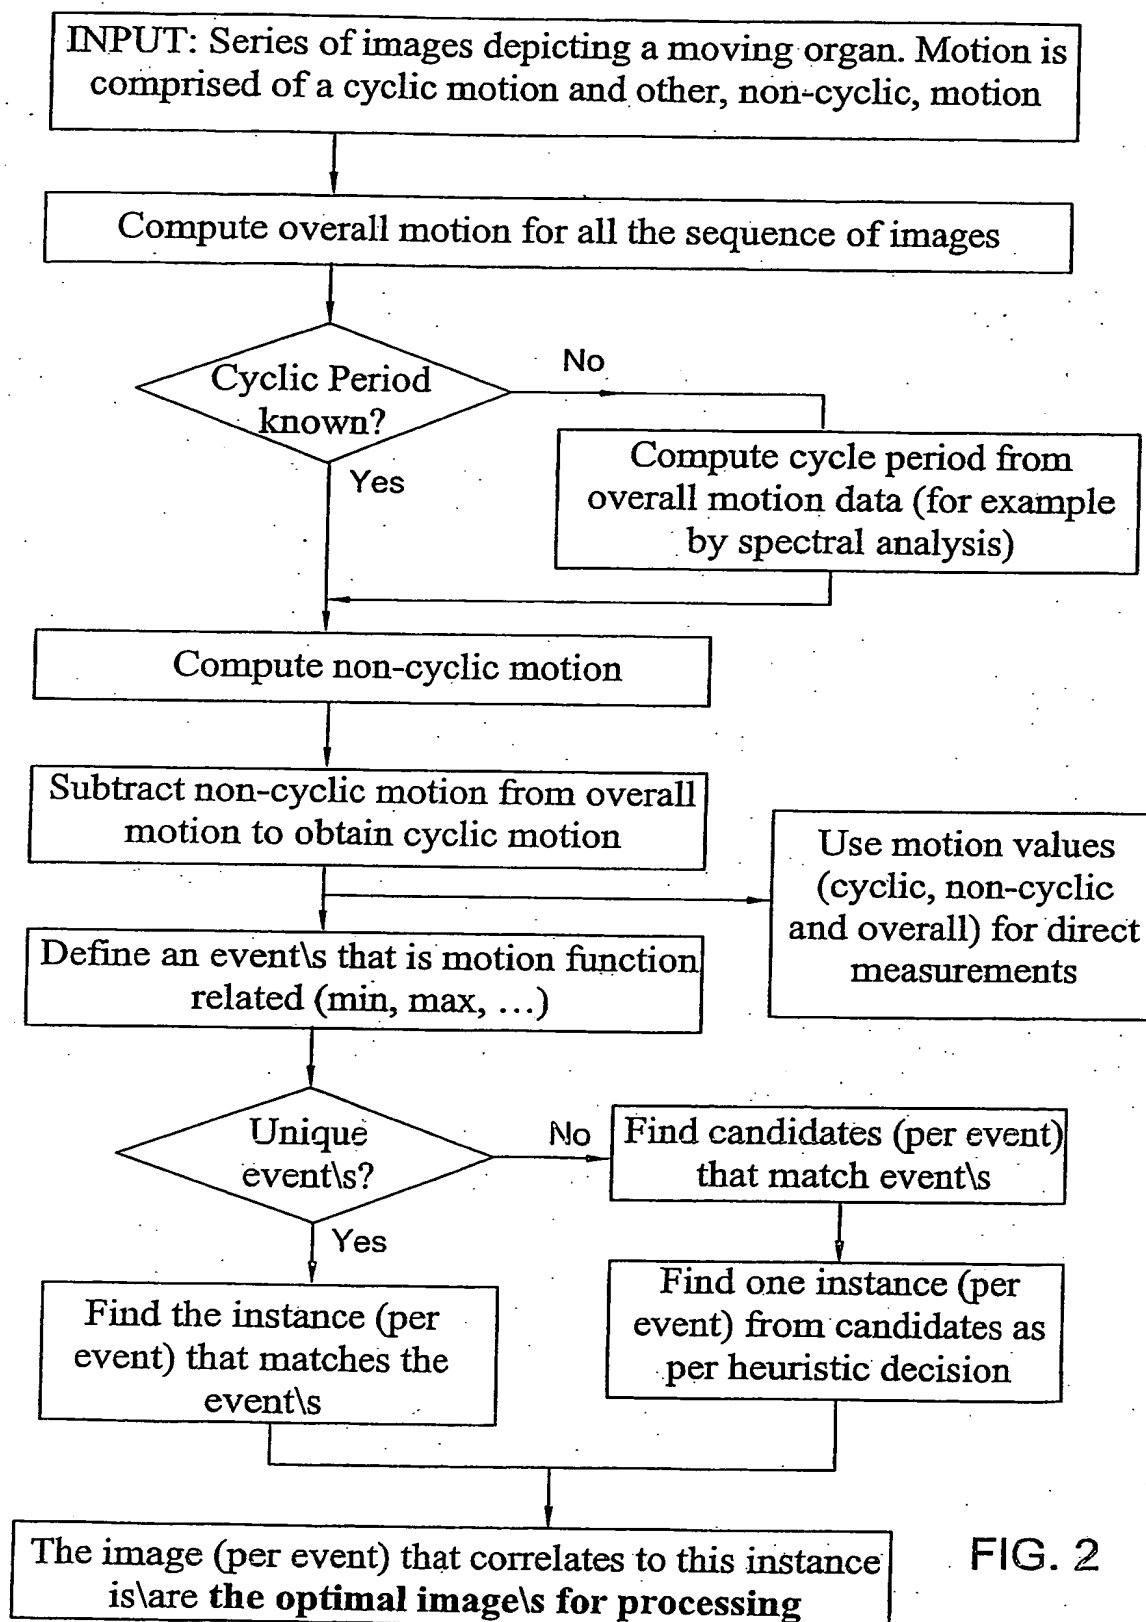 INPUT: Series of images depicting a moving organ. Motion is
comprised of a cyclic motion and other, non-cyclic, motion
Compute overall motion for all the sequence of images
Cyclic Period
known?
No
Yes
Compute cycle period from
overall motion data (for example
by spectral analysis)
Compute non-cyclic motion
Subtract non-cyclic motion from overall
motion to obtain cyclic motion
Use motion values
(cyclic, non-cyclic
and overall) for direct
measurements
Define an event\s that is motion function
related (min, max, ...)
Unique
event\s?
No
Yes
Find candidates (per event)
that match event\s
Find the instance (per
event) that matches the
event\s
Find one instance (per
event) from candidates as
per heuristic decision
The image (per event) that correlates to this instance
is\are the optimal image\s for processing
FIG. 2